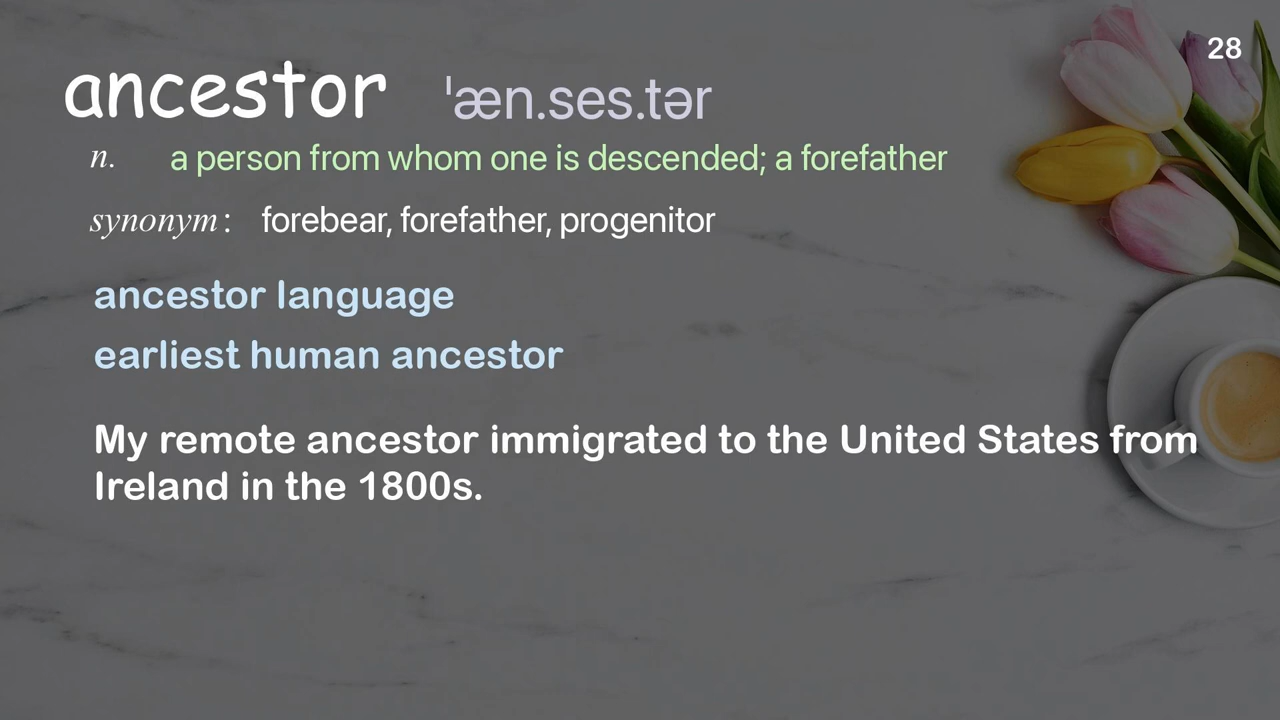 28
ancestor ˈæn.ses.tər
n. a person from whom one is descended; a forefather
synonym: forebear, forefather, progenitor
ancestor language
earliest human ancestor
My remote ancestor immigrated to the United States from
Ireland in the 1800s.